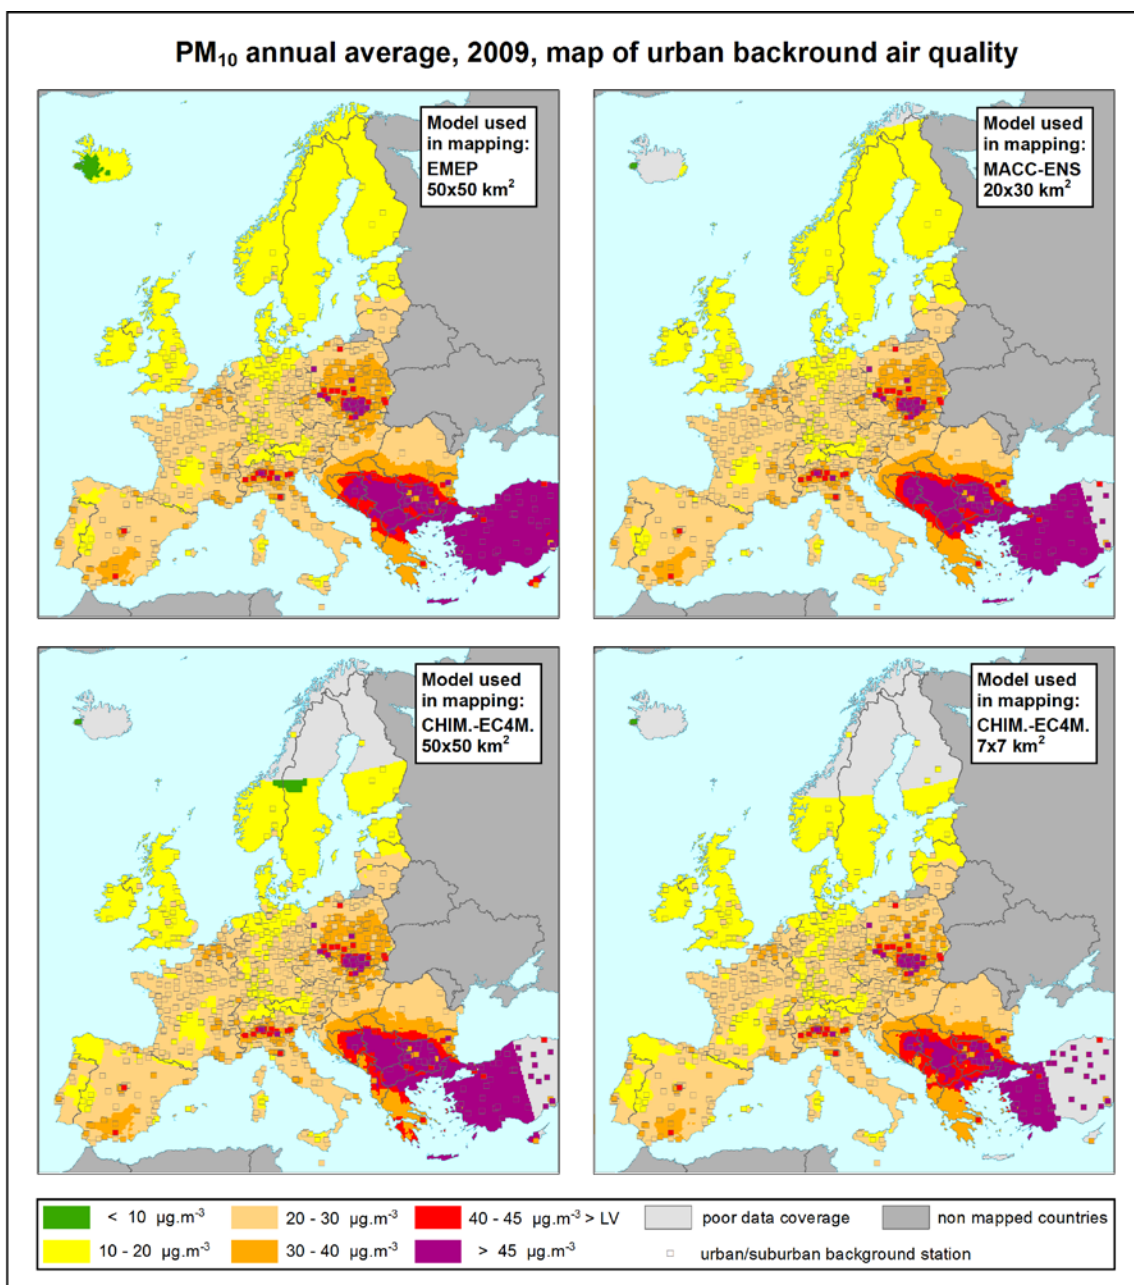 PM₁₀ annual average, 2009, map of urban backround air quality
Model used
in mapping:
EMEP
50x50 km²
Model used
in mapping:
MACC-ENS
20x30 km²
Model used
in mapping:
CHIM.-EC4M.
50x50 km²
Model used
in mapping:
CHIM.-EC4M.
7x7 km²
< 10 µg.m⁻³
20 - 30 µg.m⁻³
40 - 45 µg.m⁻³ > LV
poor data coverage
non mapped countries
10 - 20 µg.m⁻³
30 - 40 µg.m⁻³
> 45 µg.m⁻³
urban/suburban background station